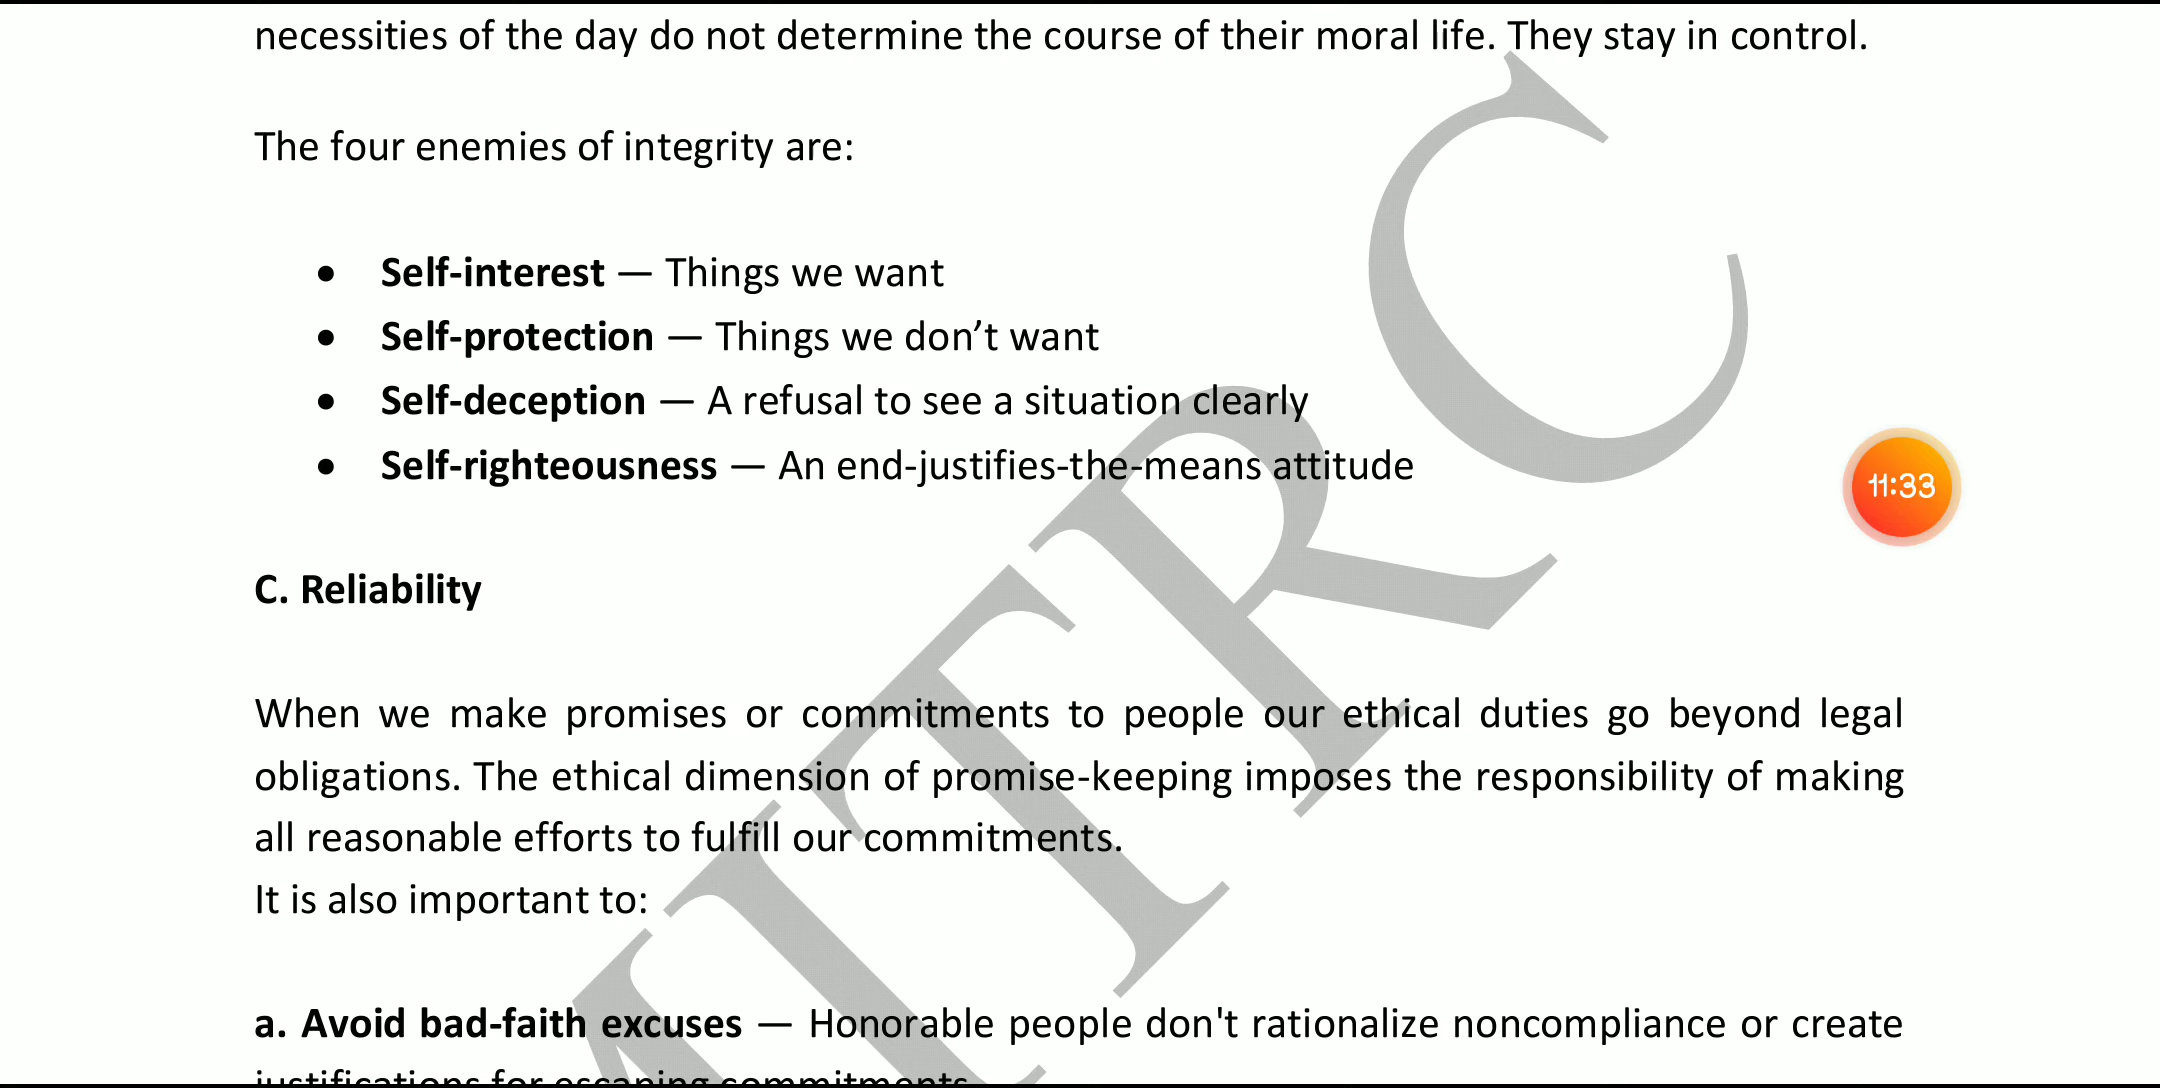 necessities of the day do not determine the course of their moral life. They stay in control.
The four enemies of integrity are:
• Self-interest — Things we want
• Self-protection — Things we don’t want
• Self-deception — A refusal to see a situation clearly
• Self-righteousness — An end-justifies-the-means attitude
11:33
C. Reliability
When we make promises or commitments to people our ethical duties go beyond legal
obligations. The ethical dimension of promise-keeping imposes the responsibility of making
all reasonable efforts to fulfill our commitments.
It is also important to:
a. Avoid bad-faith excuses — Honorable people don't rationalize noncompliance or create
justifications for escaping commitments.
MITRC